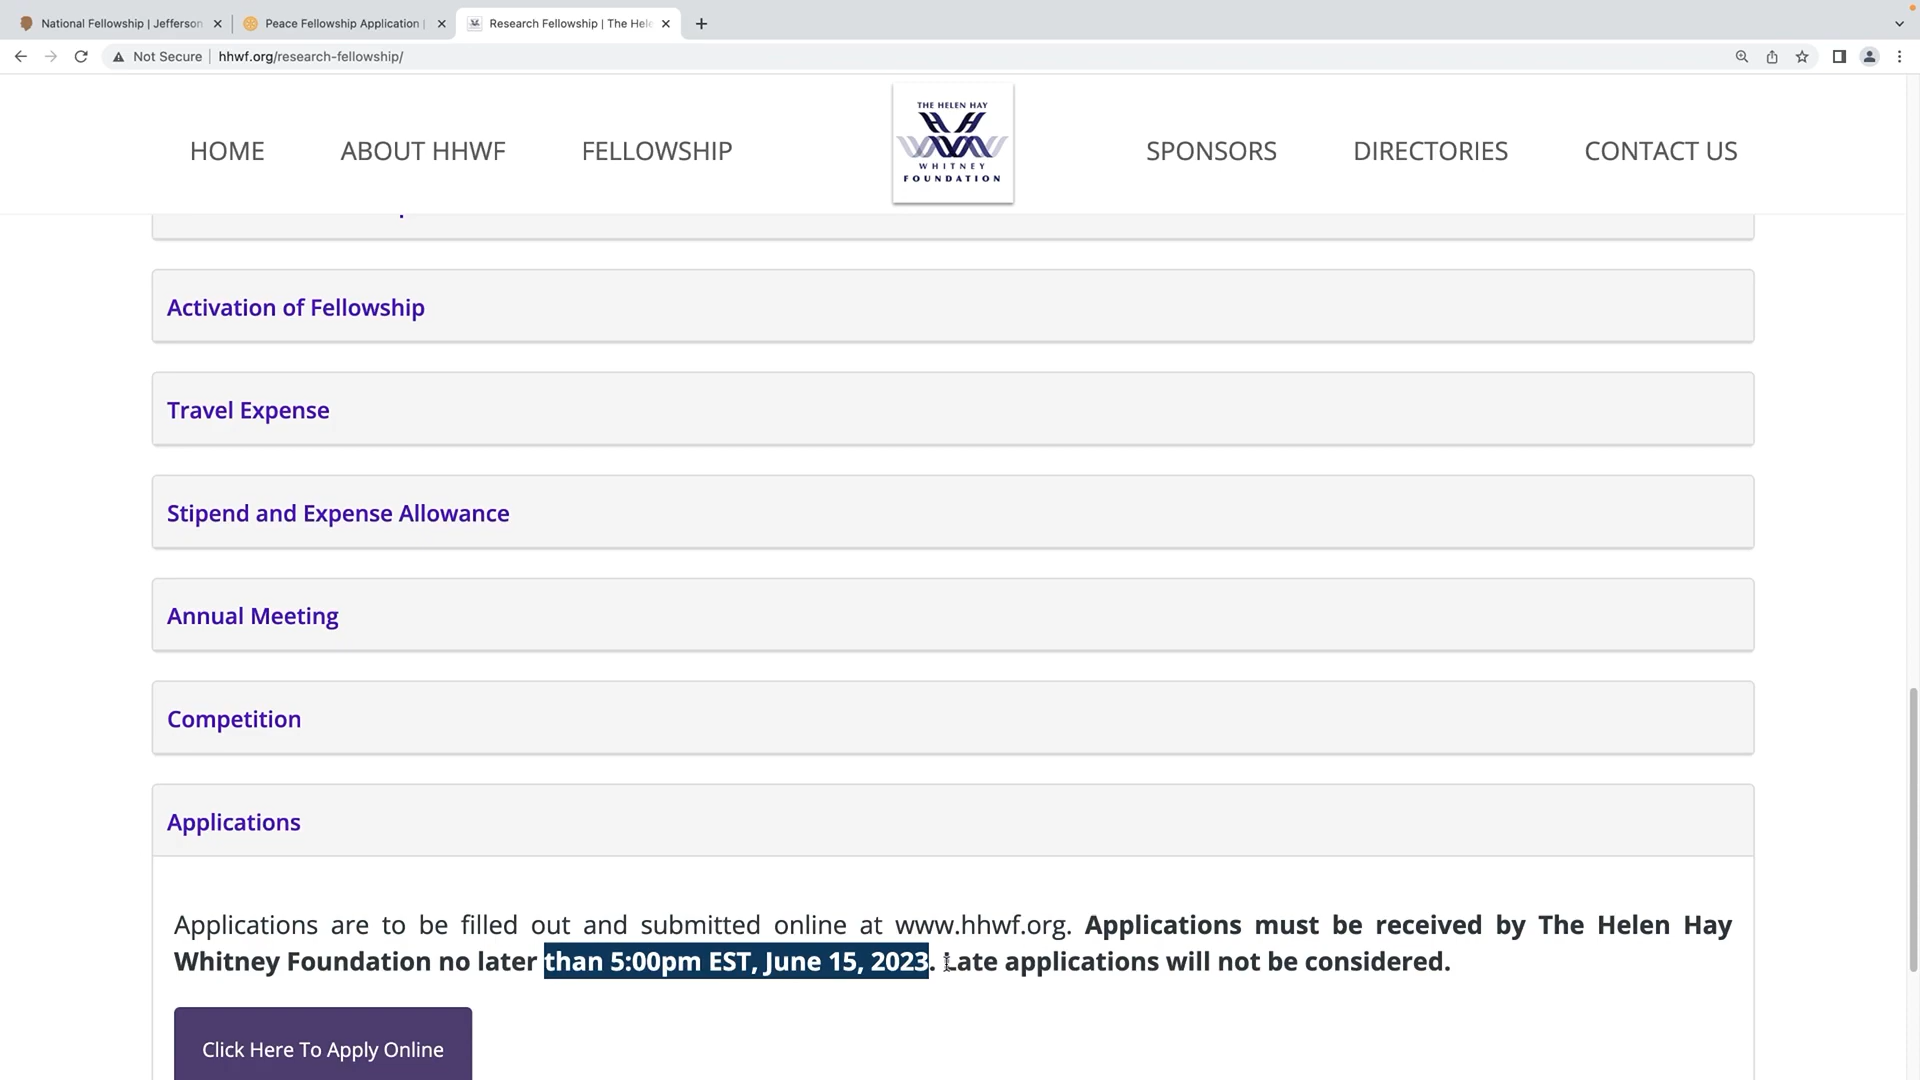 National Fellowship | Jefferson
Peace Fellowship Application |
Research Fellowship | The Hele
Not Secure
hhwf.org/research-fellowship/
HOME
ABOUT HHWF
FELLOWSHIP
THE HELEN HAY
WHITNEY
FOUNDATION
SPONSORS
DIRECTORIES
CONTACT US
Activation of Fellowship
Travel Expense
Stipend and Expense Allowance
Annual Meeting
Competition
Applications
Applications are to be filled out and submitted online at www.hhwf.org. Applications must be received by The Helen Hay
Whitney Foundation no later than 5:00pm EST, June 15, 2023. Late applications will not be considered.
Click Here To Apply Online